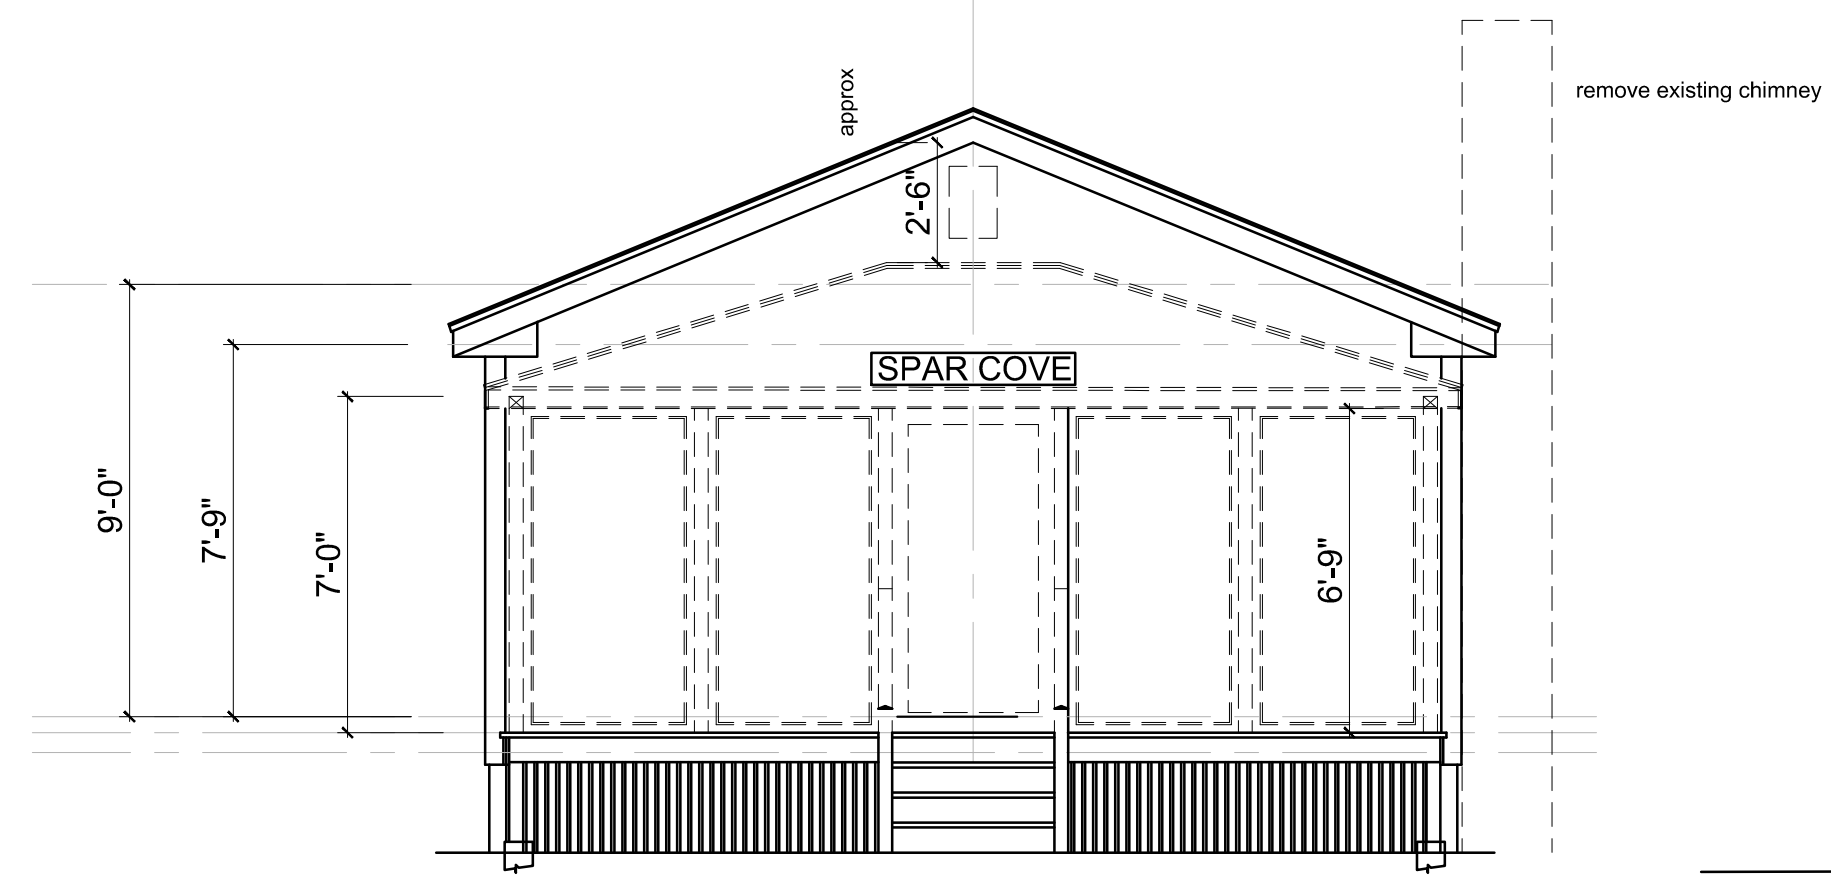 approx
remove existing chimney
2'-6"
SPAR COVE
9'-0"
7'-9"
7'-0"
6'-9"